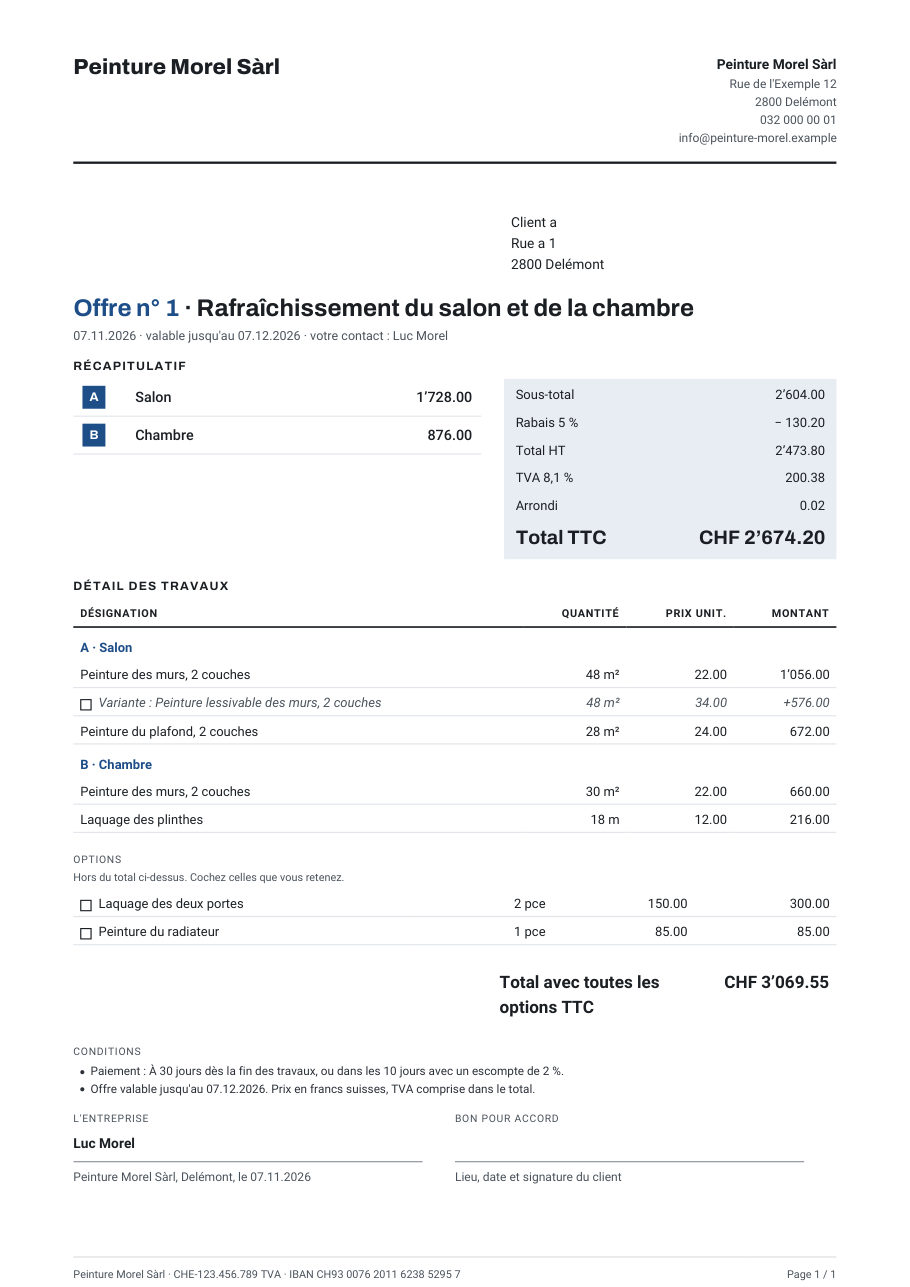 Peinture Morel Sàrl
Peinture Morel Sàrl
Rue de l'Exemple 12
2800 Delémont
032 000 00 01
info@peinture-morel.example
Client a
Rue a 1
2800 Delémont
Offre n° 1 · Rafraîchissement du salon et de la chambre
07.11.2026 · valable jusqu'au 07.12.2026 · votre contact : Luc Morel
RÉCAPITULATIF
A Salon 1’728.00
B Chambre 876.00
Sous-total 2’604.00
Rabais 5 % − 130.20
Total HT 2’473.80
TVA 8,1 % 200.38
Arrondi 0.02
Total TTC CHF 2’674.20
DÉTAIL DES TRAVAUX
DÉSIGNATION QUANTITÉ PRIX UNIT. MONTANT
A · Salon
Peinture des murs, 2 couches 48 m² 22.00 1’056.00
☐ Variante : Peinture lessivable des murs, 2 couches 48 m² 34.00 +576.00
Peinture du plafond, 2 couches 28 m² 24.00 672.00
B · Chambre
Peinture des murs, 2 couches 30 m² 22.00 660.00
Laquage des plinthes 18 m 12.00 216.00
OPTIONS
Hors du total ci-dessus. Cochez celles que vous retenez.
☐ Laquage des deux portes 2 pce 150.00 300.00
☐ Peinture du radiateur 1 pce 85.00 85.00
Total avec toutes les options TTC CHF 3’069.55
CONDITIONS
• Paiement : À 30 jours dès la fin des travaux, ou dans les 10 jours avec un escompte de 2 %.
• Offre valable jusqu'au 07.12.2026. Prix en francs suisses, TVA comprise dans le total.
L'ENTREPRISE
Luc Morel
Peinture Morel Sàrl, Delémont, le 07.11.2026
BON POUR ACCORD
Lieu, date et signature du client
Peinture Morel Sàrl · CHE-123.456.789 TVA · IBAN CH93 0076 2011 6238 5295 7
Page 1 / 1